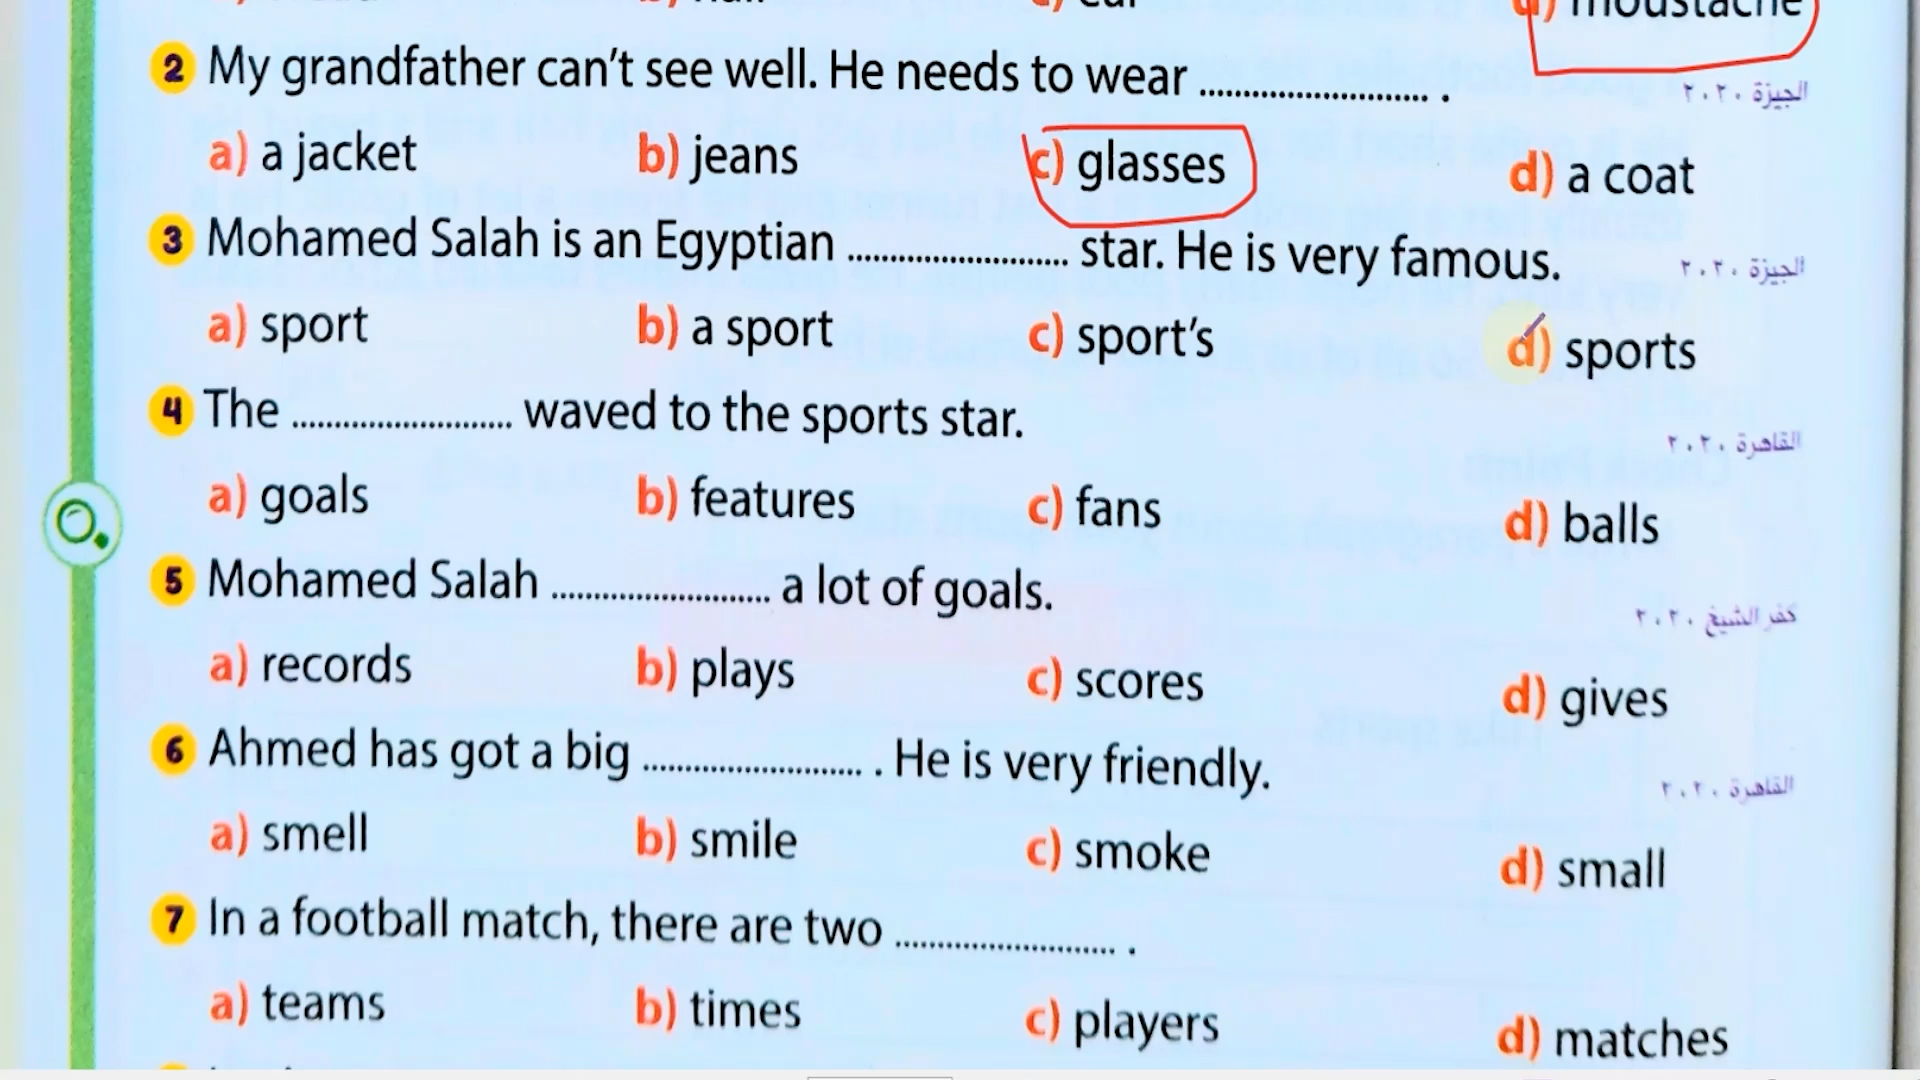 d) moustache
2 My grandfather can't see well. He needs to wear ........................ .
الجيزة ٢٠٢٠
a) a jacket b) jeans c) glasses d) a coat
3 Mohamed Salah is an Egyptian ........................ star. He is very famous.
الجيزة ٢٠٢٠
a) sport b) a sport c) sport's d) sports
4 The ........................ waved to the sports star.
القاهرة ٢٠٢٠
a) goals b) features c) fans d) balls
5 Mohamed Salah ........................ a lot of goals.
كفر الشيخ ٢٠٢٠
a) records b) plays c) scores d) gives
6 Ahmed has got a big ........................ . He is very friendly.
القاهرة ٢٠٢٠
a) smell b) smile c) smoke d) small
7 In a football match, there are two ........................ .
a) teams b) times c) players d) matches